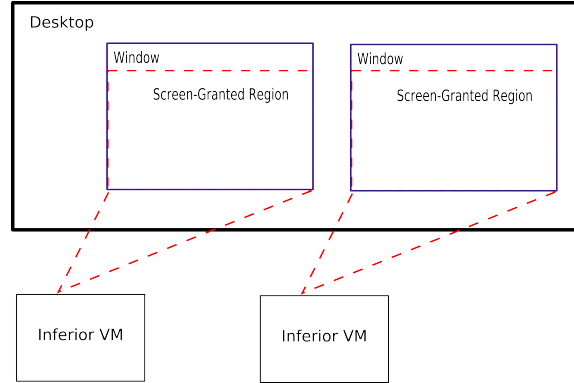 Desktop
Window
Screen-Granted Region
Window
Screen-Granted Region
Inferior VM
Inferior VM